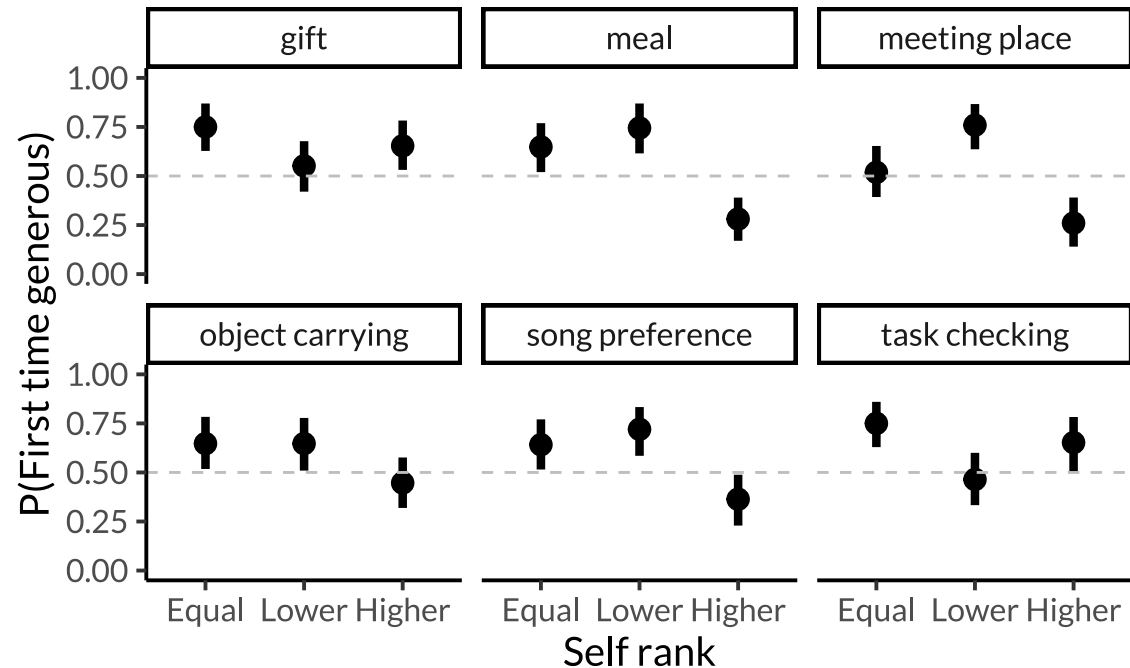 gift meal meeting place
1.00
0.75
0.50
0.25
0.00
object carrying song preference task checking
1.00
0.75
0.50
0.25
0.00
Equal Lower Higher Equal Lower Higher Equal Lower Higher
Self rank
P(First time generous)